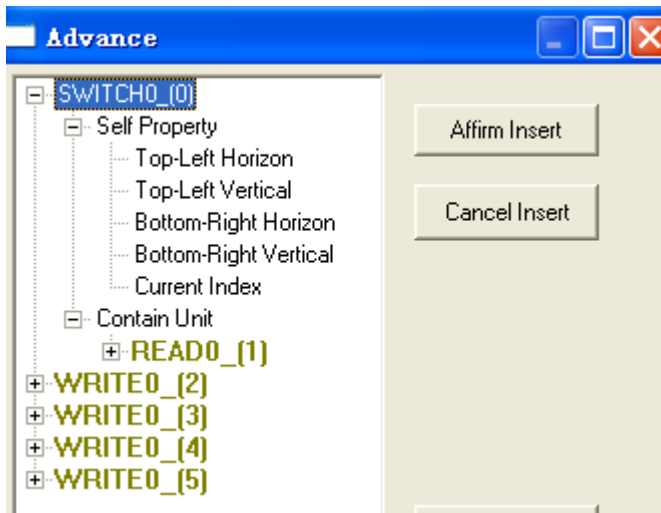 Advance
SWITCH0_(0)
Self Property
Top-Left Horizon
Top-Left Vertical
Bottom-Right Horizon
Bottom-Right Vertical
Current Index
Contain Unit
READ0_(1)
WRITE0_(2)
WRITE0_(3)
WRITE0_(4)
WRITE0_(5)
Affirm Insert
Cancel Insert